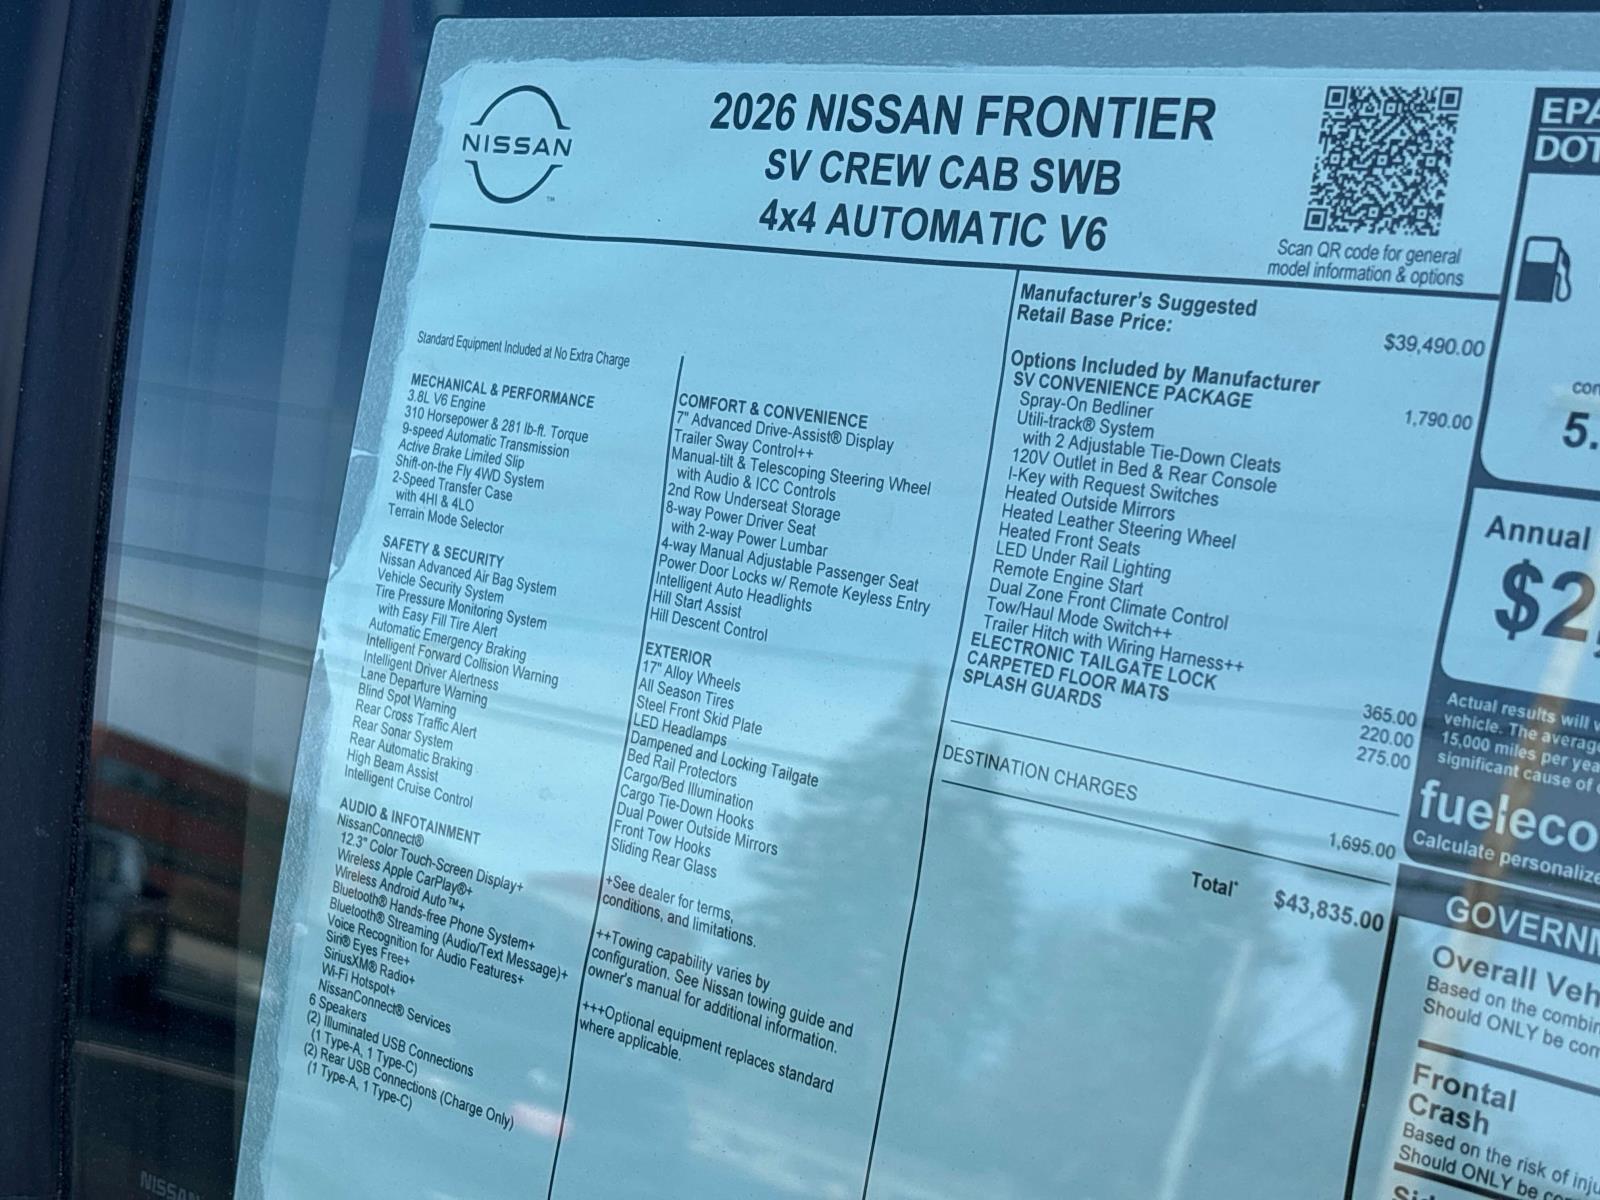 NISSAN
2026 NISSAN FRONTIER
SV CREW CAB SWB
4x4 AUTOMATIC V6
Scan QR code for general
model information & options
Standard Equipment Included at No Extra Charge
MECHANICAL & PERFORMANCE
3.8L V6 Engine
310 Horsepower & 281 lb-ft. Torque
9-speed Automatic Transmission
Active Brake Limited Slip
Shift-on the Fly 4WD System
2-Speed Transfer Case
with 4HI & 4LO
Terrain Mode Selector
SAFETY & SECURITY
Nissan Advanced Air Bag System
Vehicle Security System
Tire Pressure Monitoring System
with Easy Fill Tire Alert
Automatic Emergency Braking
Intelligent Forward Collision Warning
Intelligent Driver Alertness
Lane Departure Warning
Blind Spot Warning
Rear Cross Traffic Alert
Rear Sonar System
Rear Automatic Braking
High Beam Assist
Intelligent Cruise Control
AUDIO & INFOTAINMENT
NissanConnect®
12.3" Color Touch-Screen Display+
Wireless Apple CarPlay®+
Wireless Android Auto™+
Bluetooth® Hands-free Phone System+
Bluetooth® Streaming (Audio/Text Message)+
Voice Recognition for Audio Features+
Siri® Eyes Free+
SiriusXM® Radio+
Wi-Fi Hotspot+
NissanConnect® Services
6 Speakers
(2) Illuminated USB Connections
(1 Type-A, 1 Type-C)
(2) Rear USB Connections (Charge Only)
(1 Type-A, 1 Type-C)
COMFORT & CONVENIENCE
7" Advanced Drive-Assist® Display
Trailer Sway Control++
Manual-tilt & Telescoping Steering Wheel
with Audio & ICC Controls
2nd Row Underseat Storage
8-way Power Driver Seat
with 2-way Power Lumbar
4-way Manual Adjustable Passenger Seat
Power Door Locks w/ Remote Keyless Entry
Intelligent Auto Headlights
Hill Start Assist
Hill Descent Control
EXTERIOR
17" Alloy Wheels
All Season Tires
Steel Front Skid Plate
LED Headlamps
Dampened and Locking Tailgate
Bed Rail Protectors
Cargo/Bed Illumination
Cargo Tie-Down Hooks
Dual Power Outside Mirrors
Front Tow Hooks
Sliding Rear Glass
+See dealer for terms,
conditions, and limitations.
++Towing capability varies by
configuration. See Nissan towing guide and
owner's manual for additional information.
+++Optional equipment replaces standard
where applicable.
Manufacturer's Suggested
Retail Base Price: $39,490.00
Options Included by Manufacturer
SV CONVENIENCE PACKAGE 1,790.00
Spray-On Bedliner
Utili-track® System
with 2 Adjustable Tie-Down Cleats
120V Outlet in Bed & Rear Console
I-Key with Request Switches
Heated Outside Mirrors
Heated Leather Steering Wheel
Heated Front Seats
LED Under Rail Lighting
Remote Engine Start
Dual Zone Front Climate Control
Tow/Haul Mode Switch++
Trailer Hitch with Wiring Harness++
ELECTRONIC TAILGATE LOCK 365.00
CARPETED FLOOR MATS 220.00
SPLASH GUARDS 275.00
DESTINATION CHARGES 1,695.00
Total* $43,835.00
EPA
DOT
5.
Annual
$2,
Actual results will
vehicle. The average
15,000 miles per yea
significant cause of
fueleco
Calculate personalize
GOVERNM
Overall Veh
Based on the combin
Should ONLY be com
Frontal
Crash
Based on the risk of inju
Should ONLY be
NISSAN